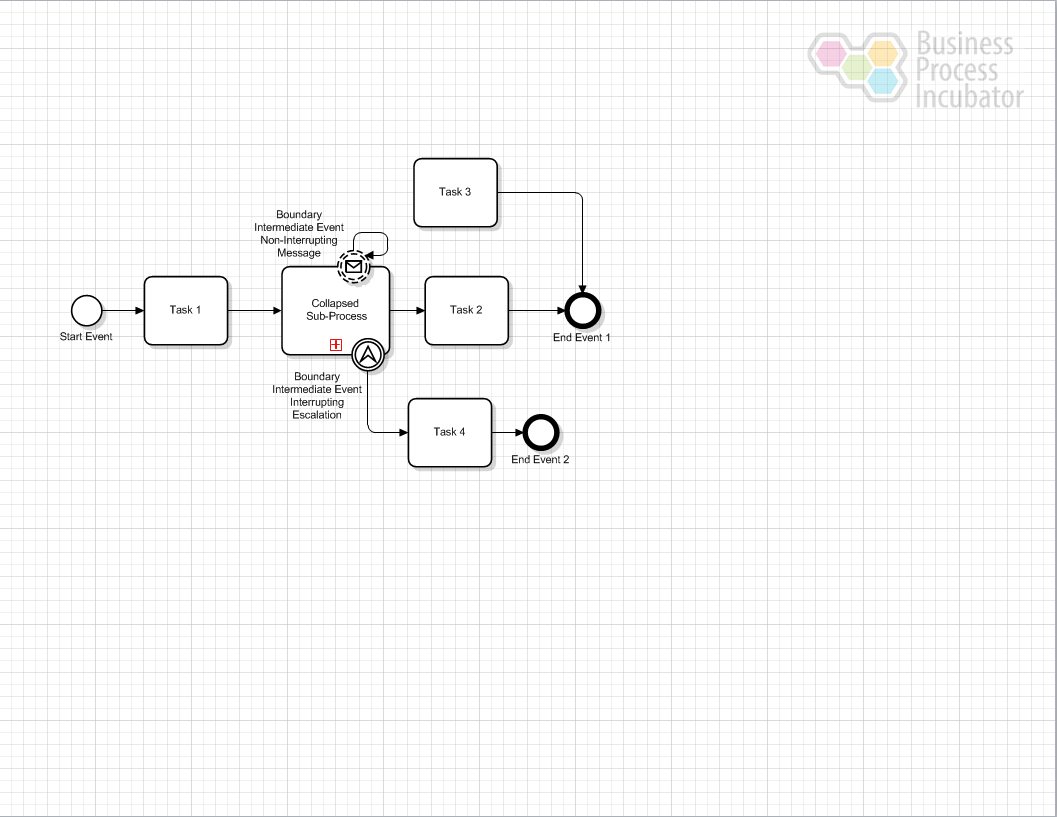 Business
Process
Incubator
Task 3
Boundary
Intermediate Event
Non-Interrupting
Message
Task 1
Collapsed
Sub-Process
Task 2
Start Event
End Event 1
Boundary
Intermediate Event
Interrupting
Escalation
Task 4
End Event 2